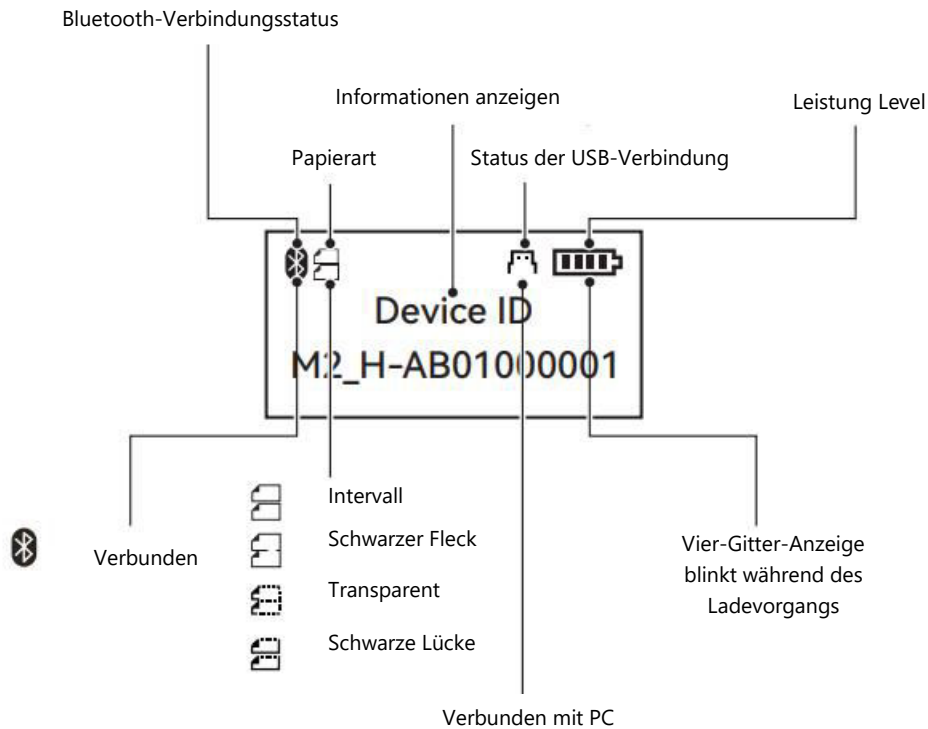 Bluetooth-Verbindungsstatus
Informationen anzeigen
Leistung Level
Papierart
Status der USB-Verbindung
Device ID
M2_H-AB01000001
Intervall
Schwarzer Fleck
Verbunden
Transparent
Schwarze Lücke
Vier-Gitter-Anzeige
blinkt während des
Ladevorgangs
Verbunden mit PC